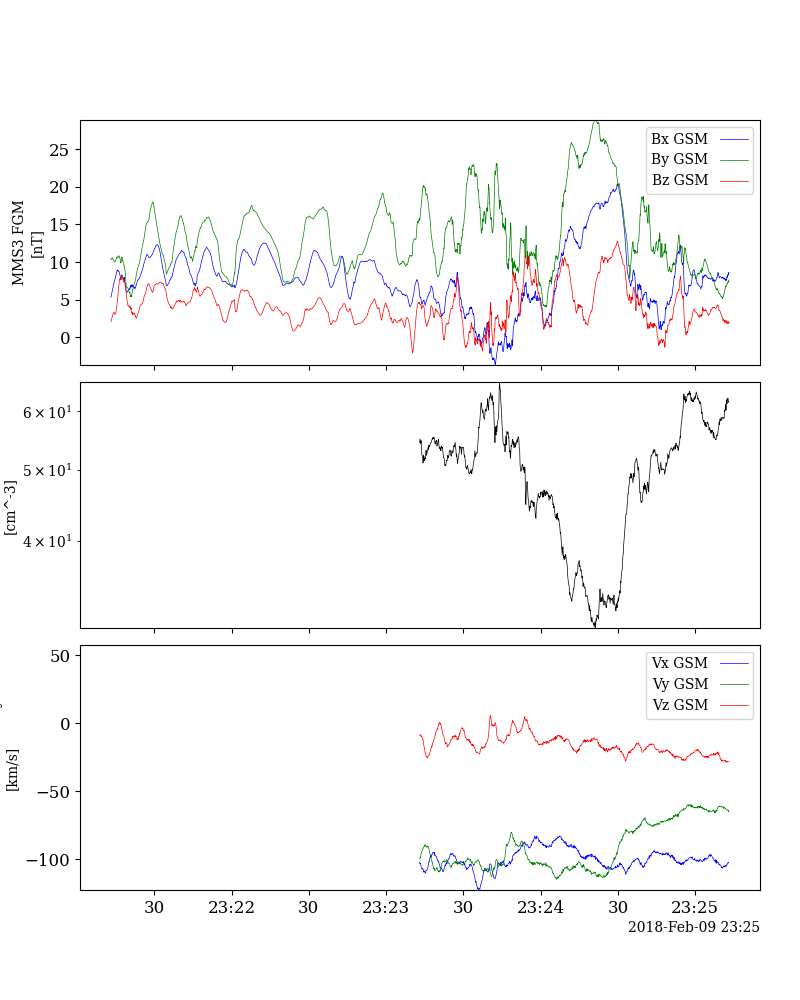 25
20
15
10
5
0
MMS3 FGM
[nT]
Bx GSM
By GSM
Bz GSM
6 × 10¹
5 × 10¹
4 × 10¹
[cm^-3]
50
0
−50
−100
[km/s]
Vx GSM
Vy GSM
Vz GSM
30 23:22 30 23:23 30 23:24 30 23:25
2018-Feb-09 23:25